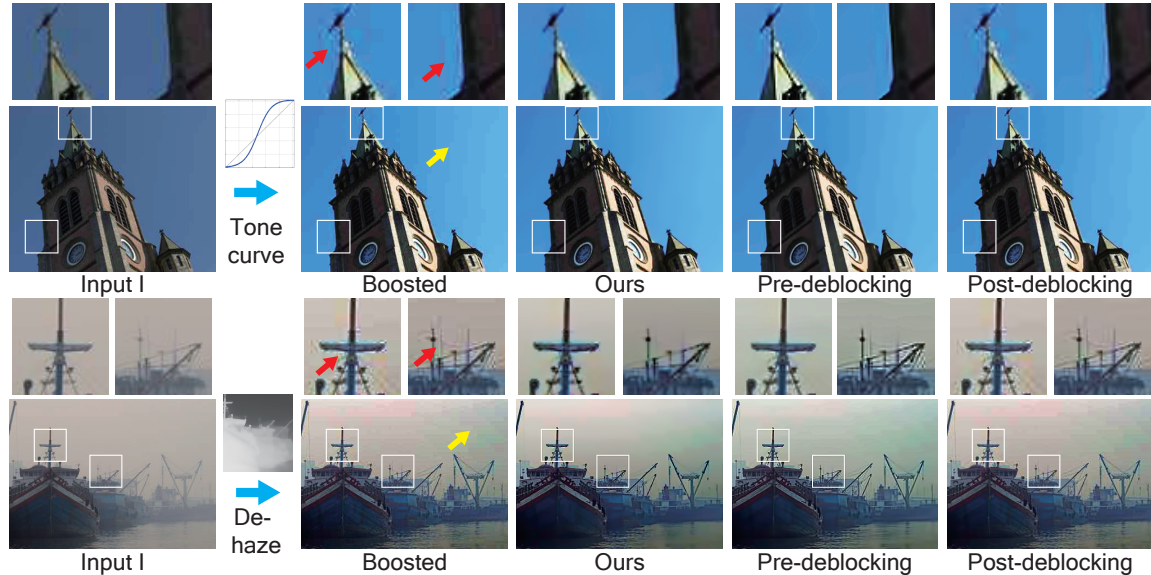 Tone
curve
Input I
Boosted
Ours
Pre-deblocking
Post-deblocking
De-
haze
Input I
Boosted
Ours
Pre-deblocking
Post-deblocking